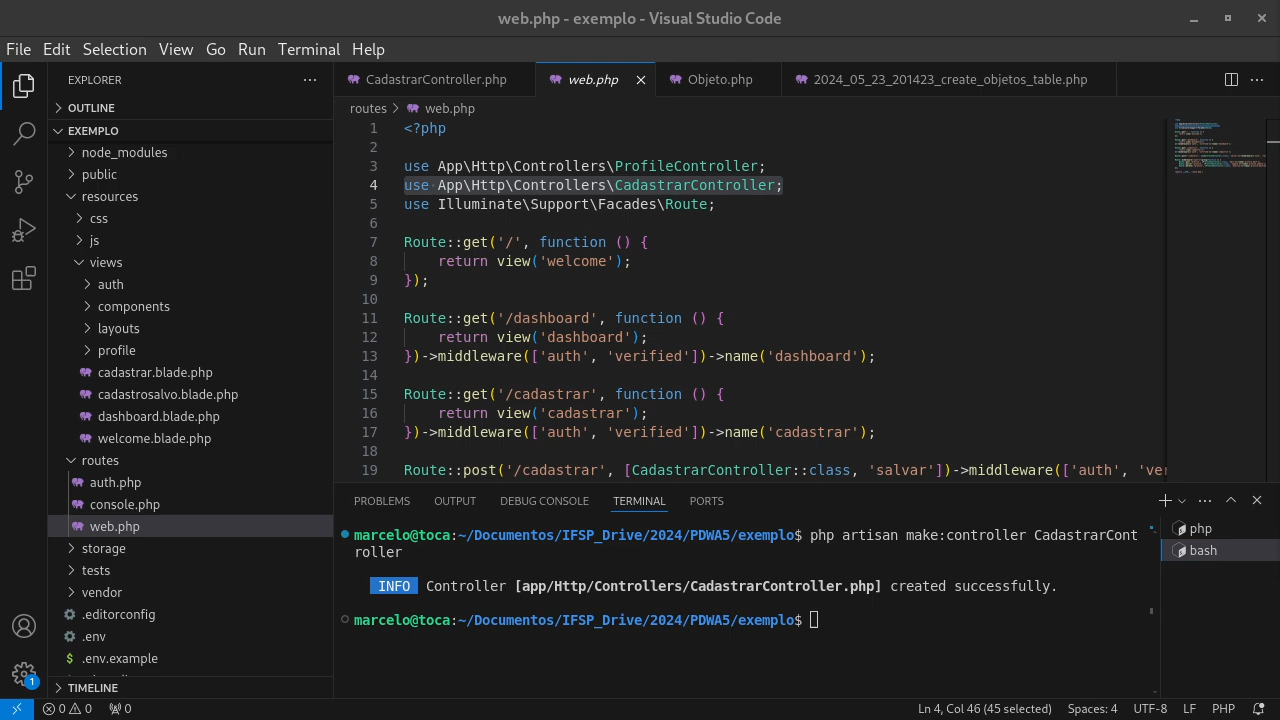 web.php - exemplo - Visual Studio Code
File Edit Selection View Go Run Terminal Help
EXPLORER
OUTLINE
EXEMPLO
node_modules
public
resources
css
js
views
auth
components
layouts
profile
cadastrar.blade.php
cadastrosalvo.blade.php
dashboard.blade.php
welcome.blade.php
routes
auth.php
console.php
web.php
storage
tests
vendor
.editorconfig
.env
$ .env.example
TIMELINE
1
CadastrarController.php web.php Objeto.php 2024_05_23_201423_create_objetos_table.php
routes > web.php
1 <?php
2
3 use App\Http\Controllers\ProfileController;
4 use App\Http\Controllers\CadastrarController;
5 use Illuminate\Support\Facades\Route;
6
7 Route::get('/', function () {
8 return view('welcome');
9 });
10
11 Route::get('/dashboard', function () {
12 return view('dashboard');
13 })->middleware(['auth', 'verified'])->name('dashboard');
14
15 Route::get('/cadastrar', function () {
16 return view('cadastrar');
17 })->middleware(['auth', 'verified'])->name('cadastrar');
18
19 Route::post('/cadastrar', [CadastrarController::class, 'salvar'])->middleware(['auth', 'ver
PROBLEMS OUTPUT DEBUG CONSOLE TERMINAL PORTS
marcelo@toca:~/Documentos/IFSP_Drive/2024/PDWA5/exemplo$ php artisan make:controller CadastrarCont
roller
INFO Controller [app/Http/Controllers/CadastrarController.php] created successfully.
marcelo@toca:~/Documentos/IFSP_Drive/2024/PDWA5/exemplo$
php
bash
0 0 0 Ln 4, Col 46 (45 selected) Spaces: 4 UTF-8 LF PHP